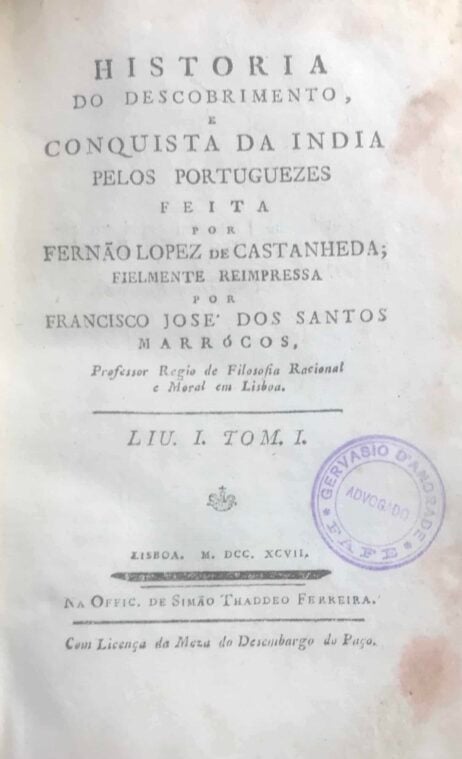 HISTORIA
DO DESCOBRIMENTO,
E
CONQUISTA DA INDIA
PELOS PORTUGUEZES
FEITA
POR
FERNÃO LOPEZ DE CASTANHEDA;
FIELMENTE REIMPRESSA
POR
FRANCISCO JOSE' DOS SANTOS
MARRÓCOS,
Professor Regio de Filosofia Racional
e Moral em Lisboa.
LIU. I. TOM. I.
GERVASIO D'ANDRADE
ADVOGADO
* FAFE *
LISBOA. M. DCC. XCVII.
NA OFFIC. DE SIMÃO THADDEO FERREIRA.
Com Licença da Meza do Desembargo do Paço.